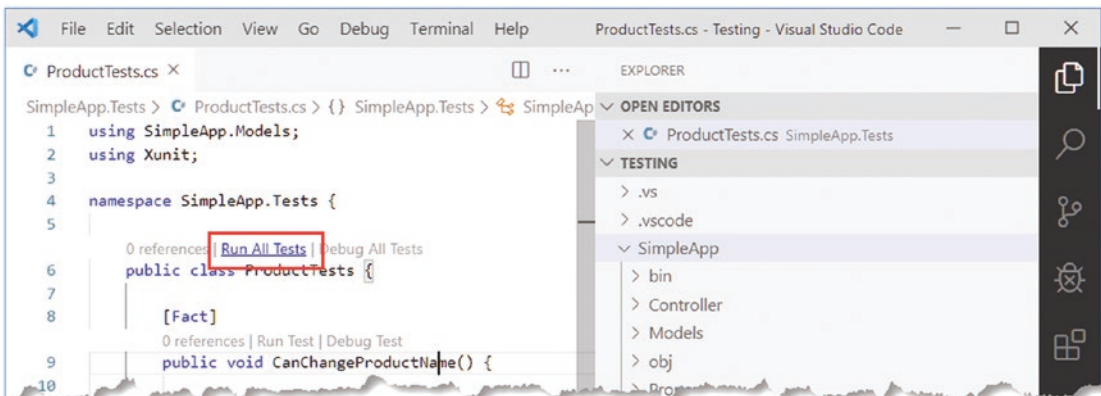 File Edit Selection View Go Debug Terminal Help ProductTests.cs - Testing - Visual Studio Code
ProductTests.cs
EXPLORER
SimpleApp.Tests > ProductTests.cs > {} SimpleApp.Tests > SimpleAp
OPEN EDITORS
ProductTests.cs SimpleApp.Tests
TESTING
> .vs
> .vscode
SimpleApp
> bin
> Controller
> Models
> obj
1 using SimpleApp.Models;
2 using Xunit;
3
4 namespace SimpleApp.Tests {
5
0 references | Run All Tests | Debug All Tests
6 public class ProductTests {
7
8 [Fact]
0 references | Run Test | Debug Test
9 public void CanChangeProductName() {
10